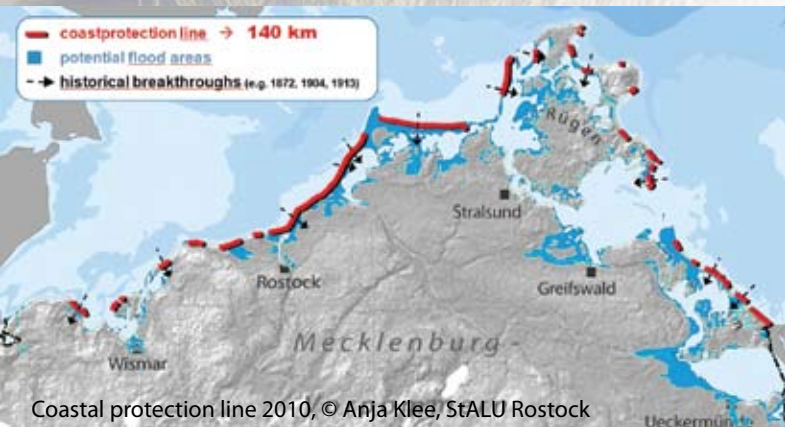 coastprotection line → 140 km
potential flood areas
historical breakthroughs (e.g. 1872, 1904, 1913)
Rügen
Stralsund
Rostock
Greifswald
Mecklenburg-
Wismar
Coastal protection line 2010, © Anja Klee, StALU Rostock